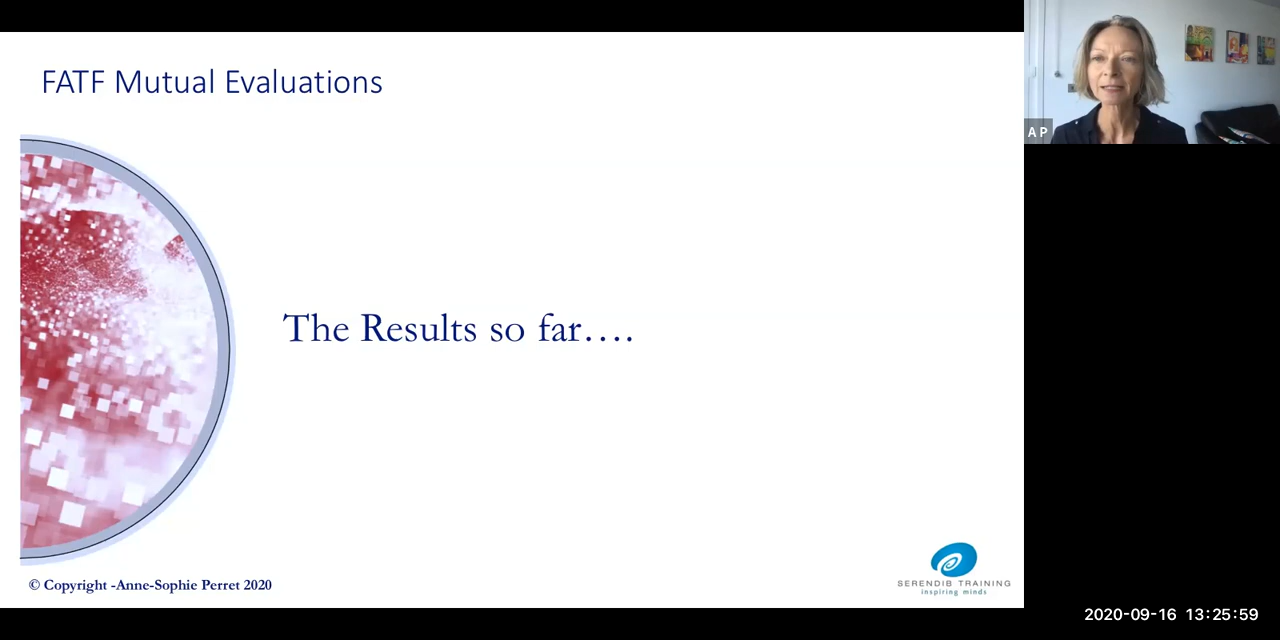 FATF Mutual Evaluations
AP
The Results so far….
© Copyright -Anne-Sophie Perret 2020
SERENDIB TRAINING
inspiring minds
2020-09-16 13:25:59